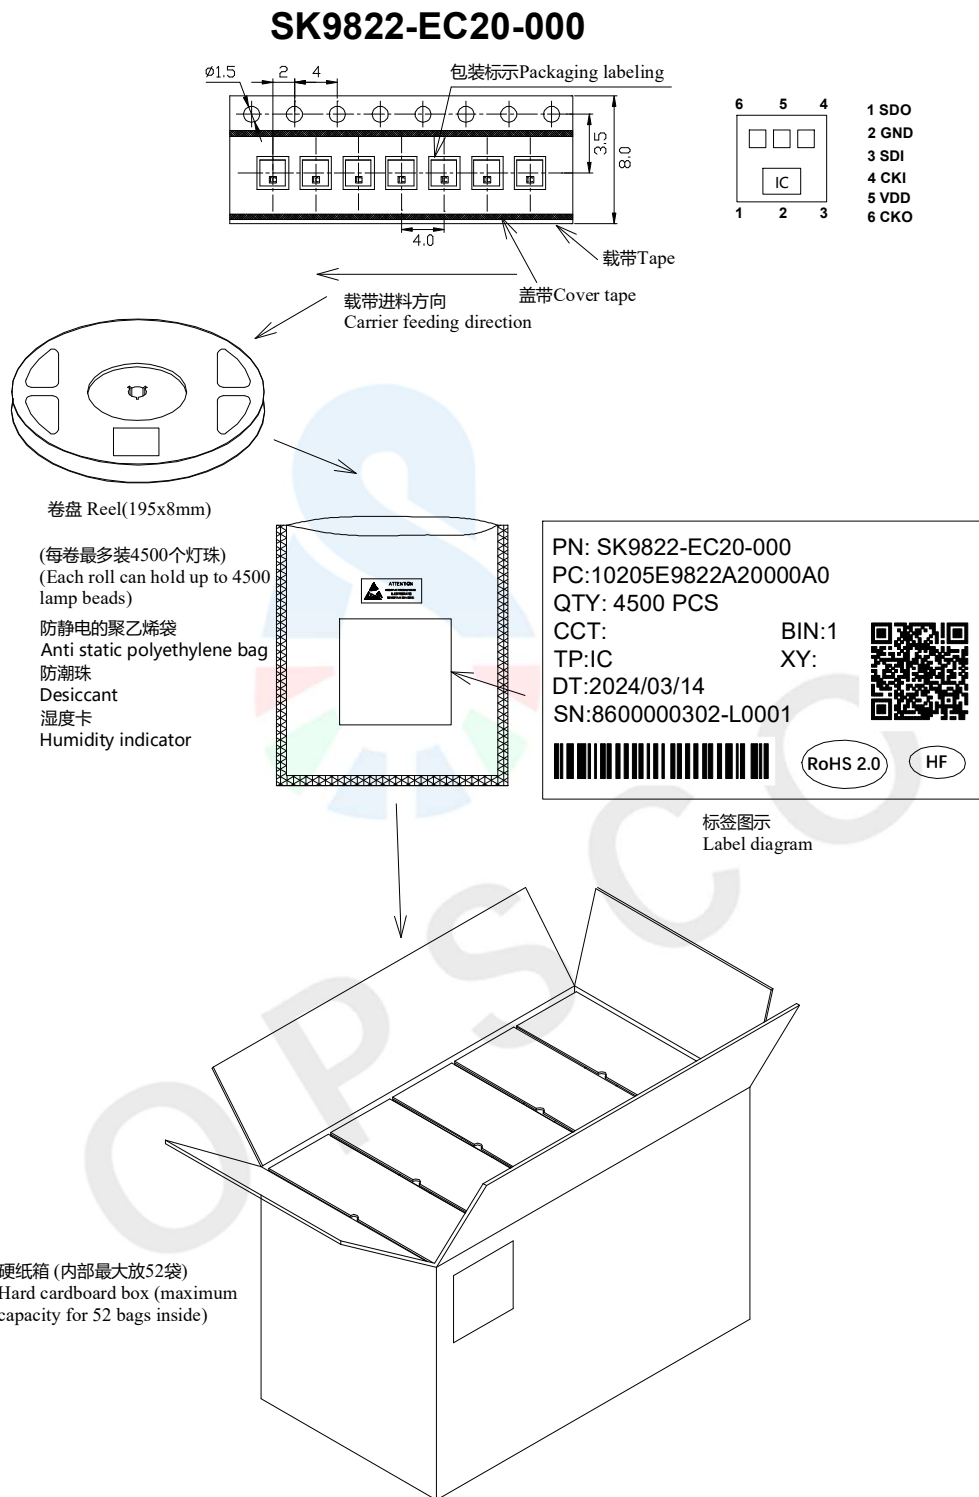 SK9822-EC20-000
ø1.5
2
4
包装标示Packaging labeling
3.5
8.0
4.0
载带Tape
盖带Cover tape
载带进料方向
Carrier feeding direction
6 5 4
IC
1 2 3
1 SDO
2 GND
3 SDI
4 CKI
5 VDD
6 CKO
卷盘 Reel(195x8mm)
(每卷最多装4500个灯珠)
(Each roll can hold up to 4500
lamp beads)
防静电的聚乙烯袋
Anti static polyethylene bag
防潮珠
Desiccant
湿度卡
Humidity indicator
ATTENTION
PN: SK9822-EC20-000
PC:10205E9822A20000A0
QTY: 4500 PCS
CCT: BIN:1
TP:IC XY:
DT:2024/03/14
SN:8600000302-L0001
RoHS 2.0
HF
标签图示
Label diagram
OPSCO
硬纸箱 (内部最大放52袋)
Hard cardboard box (maximum
capacity for 52 bags inside)